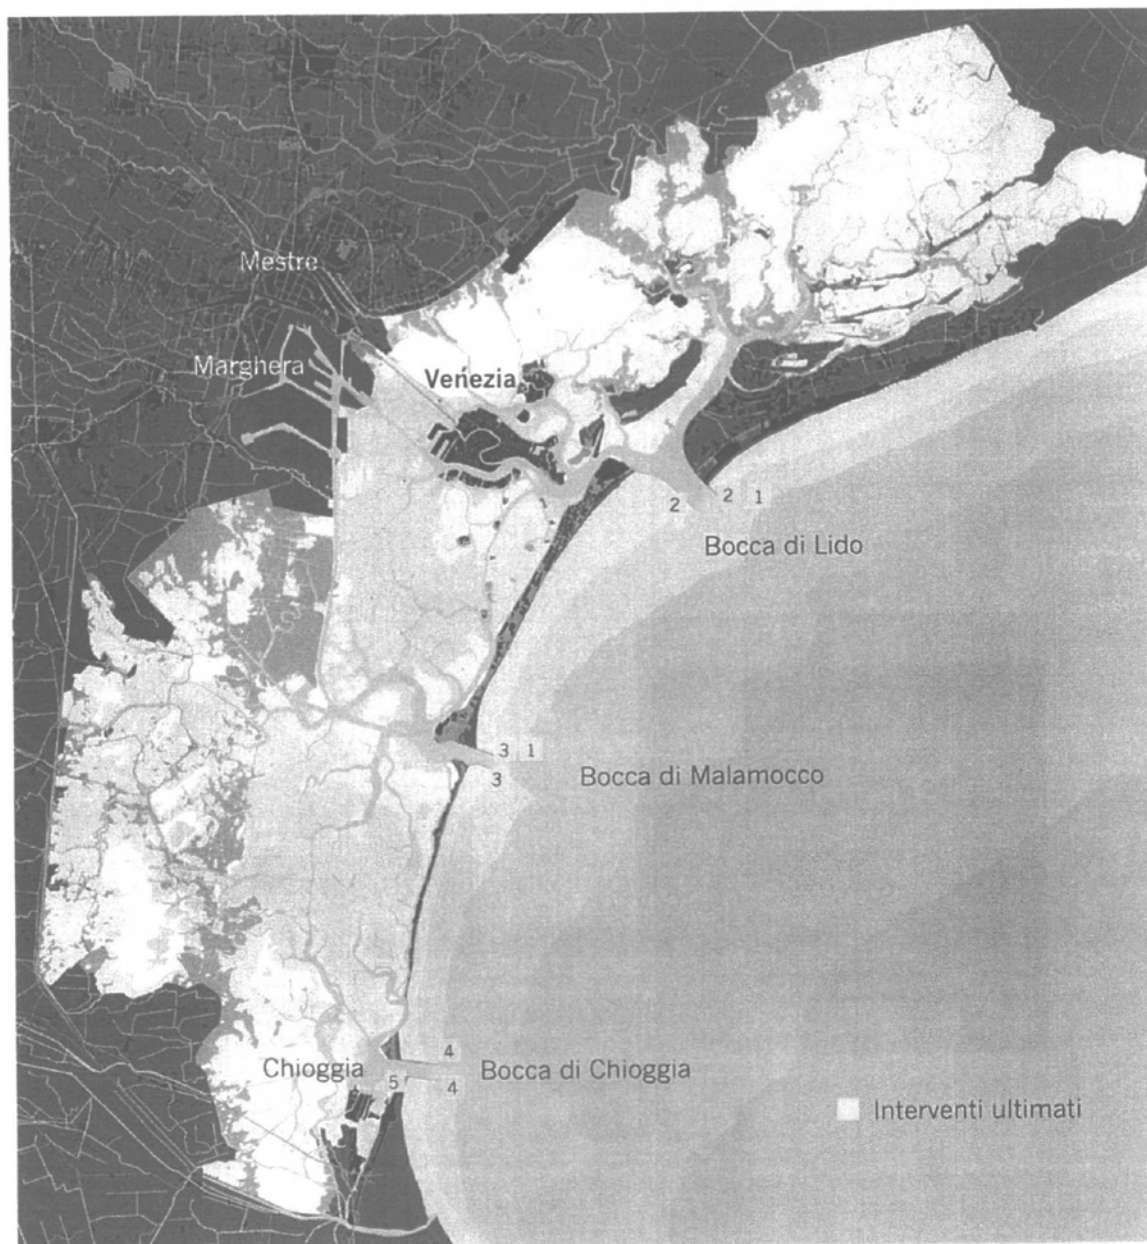 Mestre
Marghera
Venezia
2 2 1
Bocca di Lido
3 1
3
Bocca di Malamocco
4
Chioggia
5
Bocca di Chioggia
4
Interventi ultimati